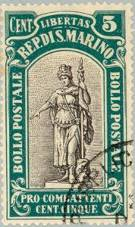 CENT. LIBERTAS 5
REP. DI S. MARINO
BOLLO POSTALE
BOLLO POSTALE
PRO COMBATTENTI
CENT. CINQUE